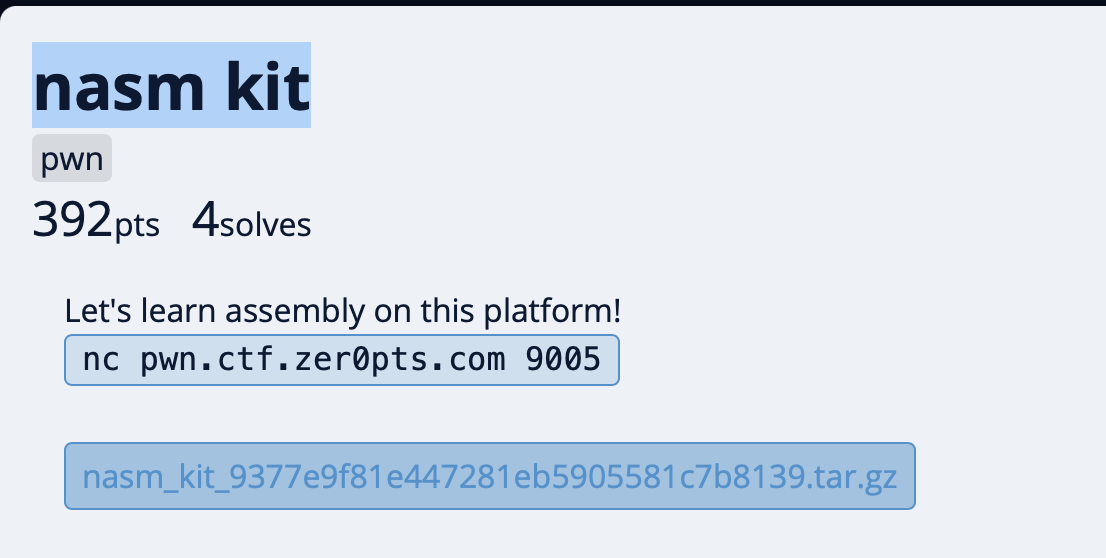 nasm kit
pwn
392pts 4solves
Let's learn assembly on this platform!
nc pwn.ctf.zer0pts.com 9005
nasm_kit_9377e9f81e447281eb5905581c7b8139.tar.gz